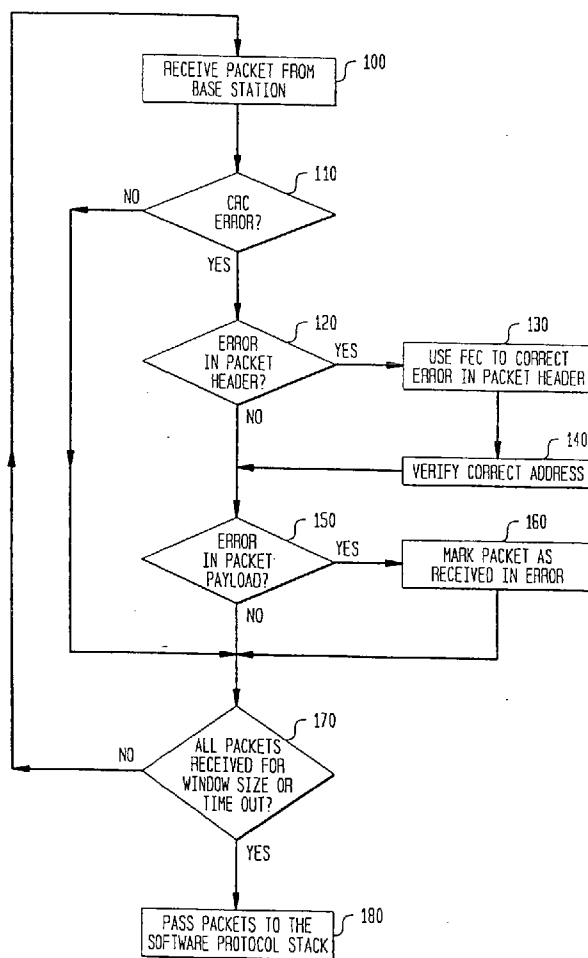 RECEIVE PACKET FROM
BASE STATION
100
110
NO
CRC
ERROR?
YES
120
ERROR
IN PACKET
HEADER?
YES
130
USE FEC TO CORRECT
ERROR IN PACKET HEADER
NO
140
VERIFY CORRECT ADDRESS
150
ERROR
IN PACKET
PAYLOAD?
YES
160
MARK PACKET AS
RECEIVED IN ERROR
NO
170
NO
ALL PACKETS
RECEIVED FOR
WINDOW SIZE OR
TIME OUT?
YES
180
PASS PACKETS TO THE
SOFTWARE PROTOCOL STACK